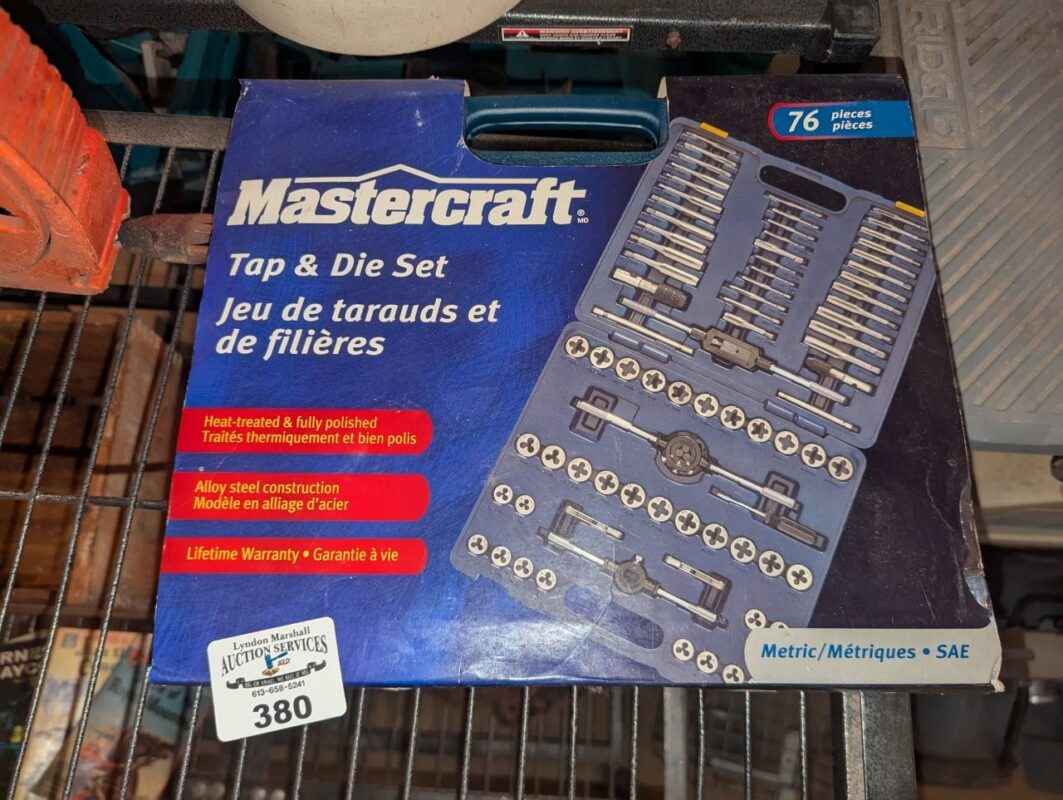 RIDG
76 pieces
pièces
Mastercraft®
MD
Tap & Die Set
Jeu de tarauds et
de filières
Heat-treated & fully polished
Traités thermiquement et bien polis
Alloy steel construction
Modèle en alliage d'acier
Lifetime Warranty • Garantie à vie
Metric/Métriques • SAE
Lyndon Marshall
AUCTION SERVICES
613-658-5241
380